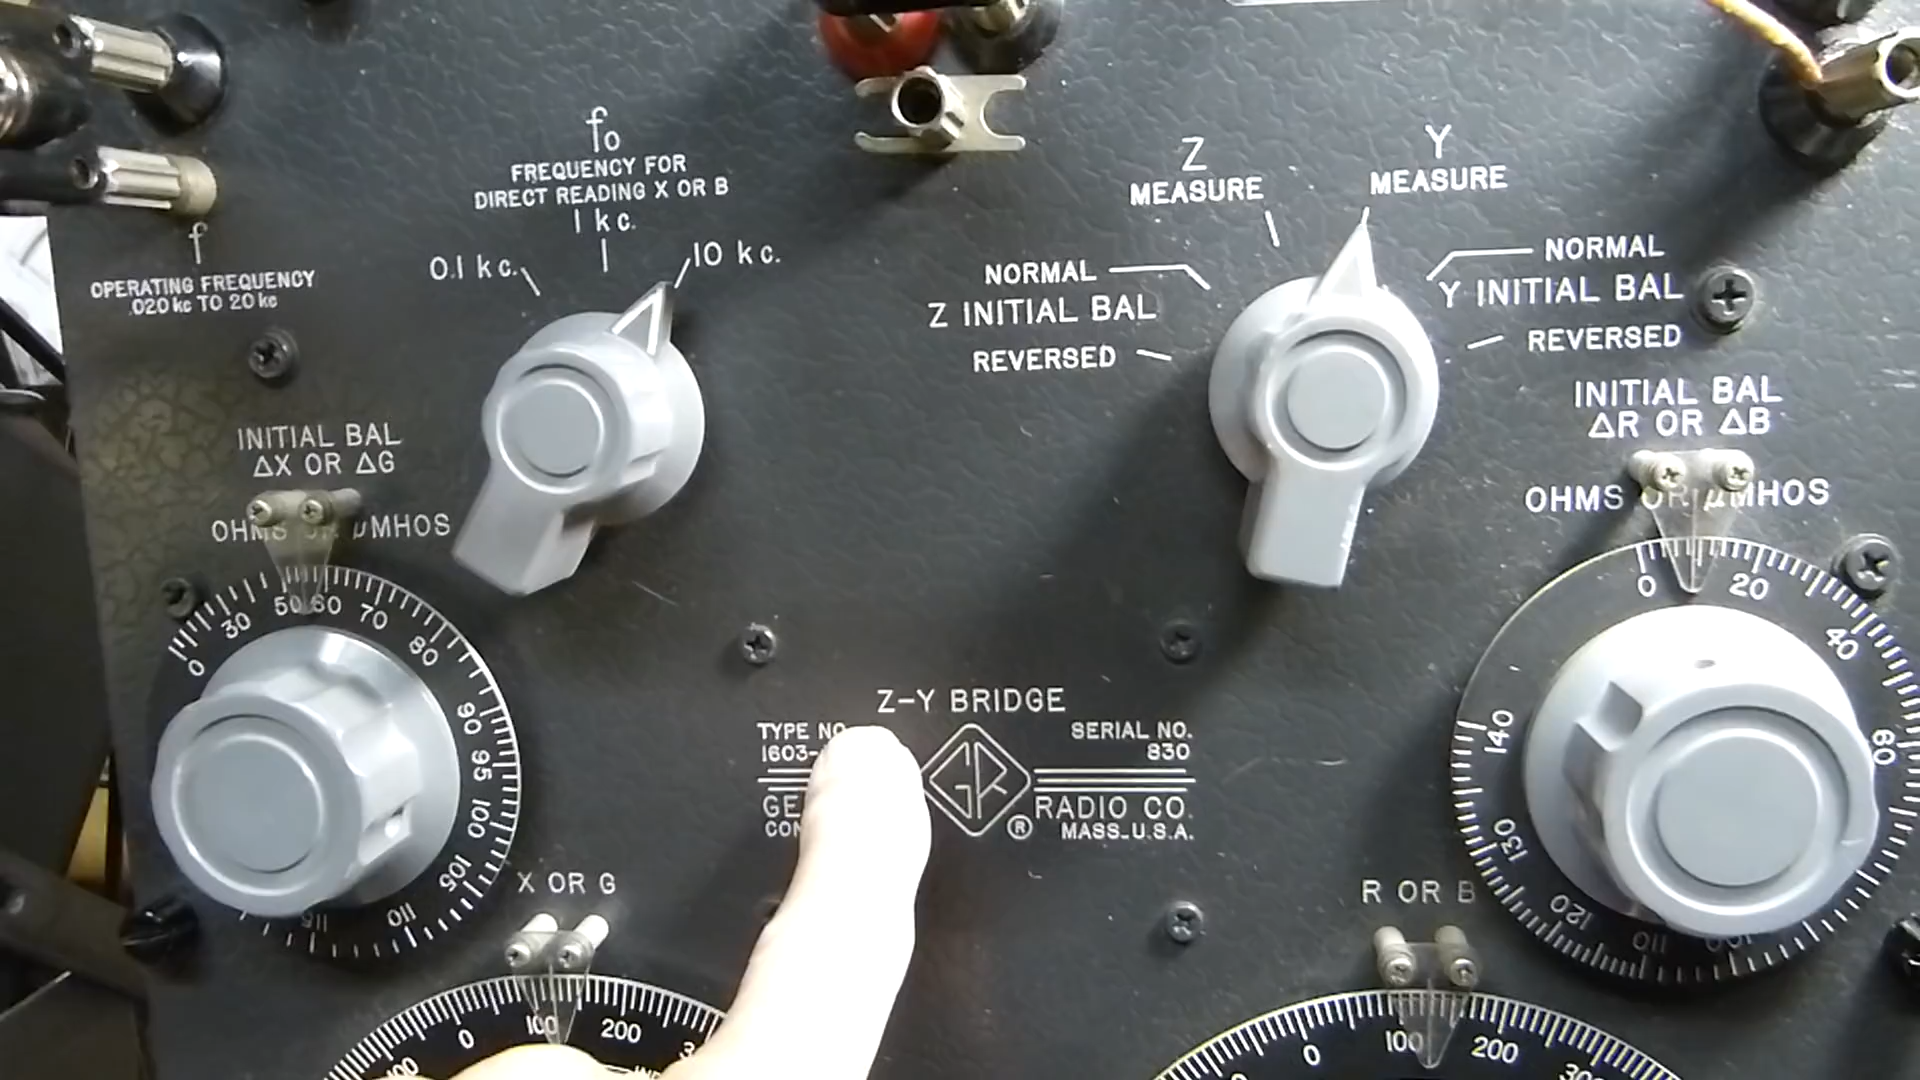 fo
FREQUENCY FOR
DIRECT READING X OR B
0.1 kc.
1 kc.
10 kc.
f
OPERATING FREQUENCY
.020 kc TO 20 kc
Z
MEASURE
Y
MEASURE
NORMAL
Z INITIAL BAL
REVERSED
NORMAL
Y INITIAL BAL
REVERSED
INITIAL BAL
ΔX OR ΔG
OHMS OR µMHOS
0 30 50 60 70 80 90 95 100 105 110 115
INITIAL BAL
ΔR OR ΔB
OHMS OR µMHOS
0 20 40 60 100 110 120 130 140
Z-Y BRIDGE
TYPE NO.
1603-
SERIAL NO.
830
GR
RADIO CO.
®
MASS. U.S.A.
X OR G
0 100 200
R OR B
0 100 200 300